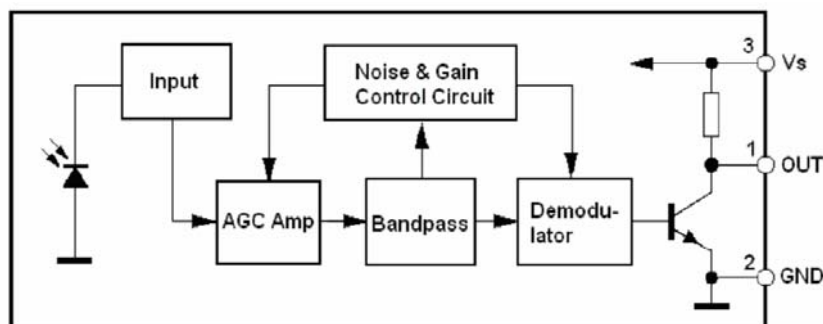 Input
Noise & Gain
Control Circuit
3
Vs
1
OUT
AGC Amp
Bandpass
Demodu-
lator
2
GND